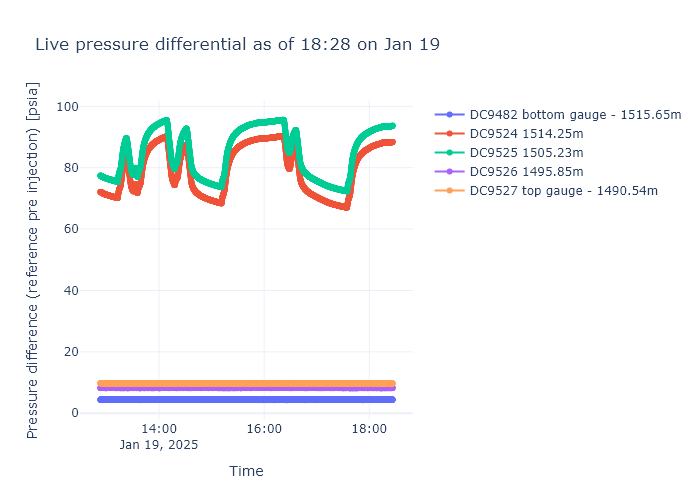 Live pressure differential as of 18:28 on Jan 19
Pressure difference (reference pre injection) [psia]
100
80
60
40
20
0
14:00
Jan 19, 2025
16:00
18:00
Time
DC9482 bottom gauge - 1515.65m
DC9524 1514.25m
DC9525 1505.23m
DC9526 1495.85m
DC9527 top gauge - 1490.54m